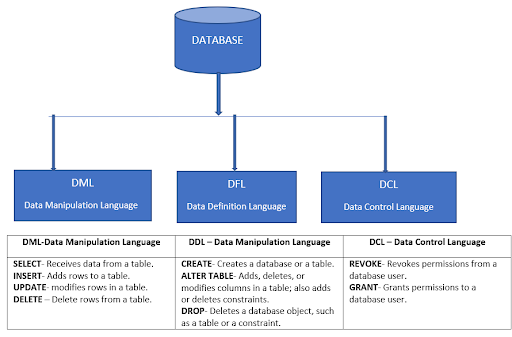 DATABASE
DML
Data Manipulation Language
DFL
Data Definition Language
DCL
Data Control Language
DML-Data Manipulation Language
SELECT- Receives data from a table.
INSERT- Adds rows to a table.
UPDATE- modifies rows in a table.
DELETE – Delete rows from a table.
DDL – Data Manipulation Language
CREATE- Creates a database or a table.
ALTER TABLE- Adds, deletes, or
modifies columns in a table; also adds
or deletes constraints.
DROP- Deletes a database object, such
as a table or a constraint.
DCL – Data Control Language
REVOKE- Revokes permissions from a
database user.
GRANT- Grants permissions to a
database user.